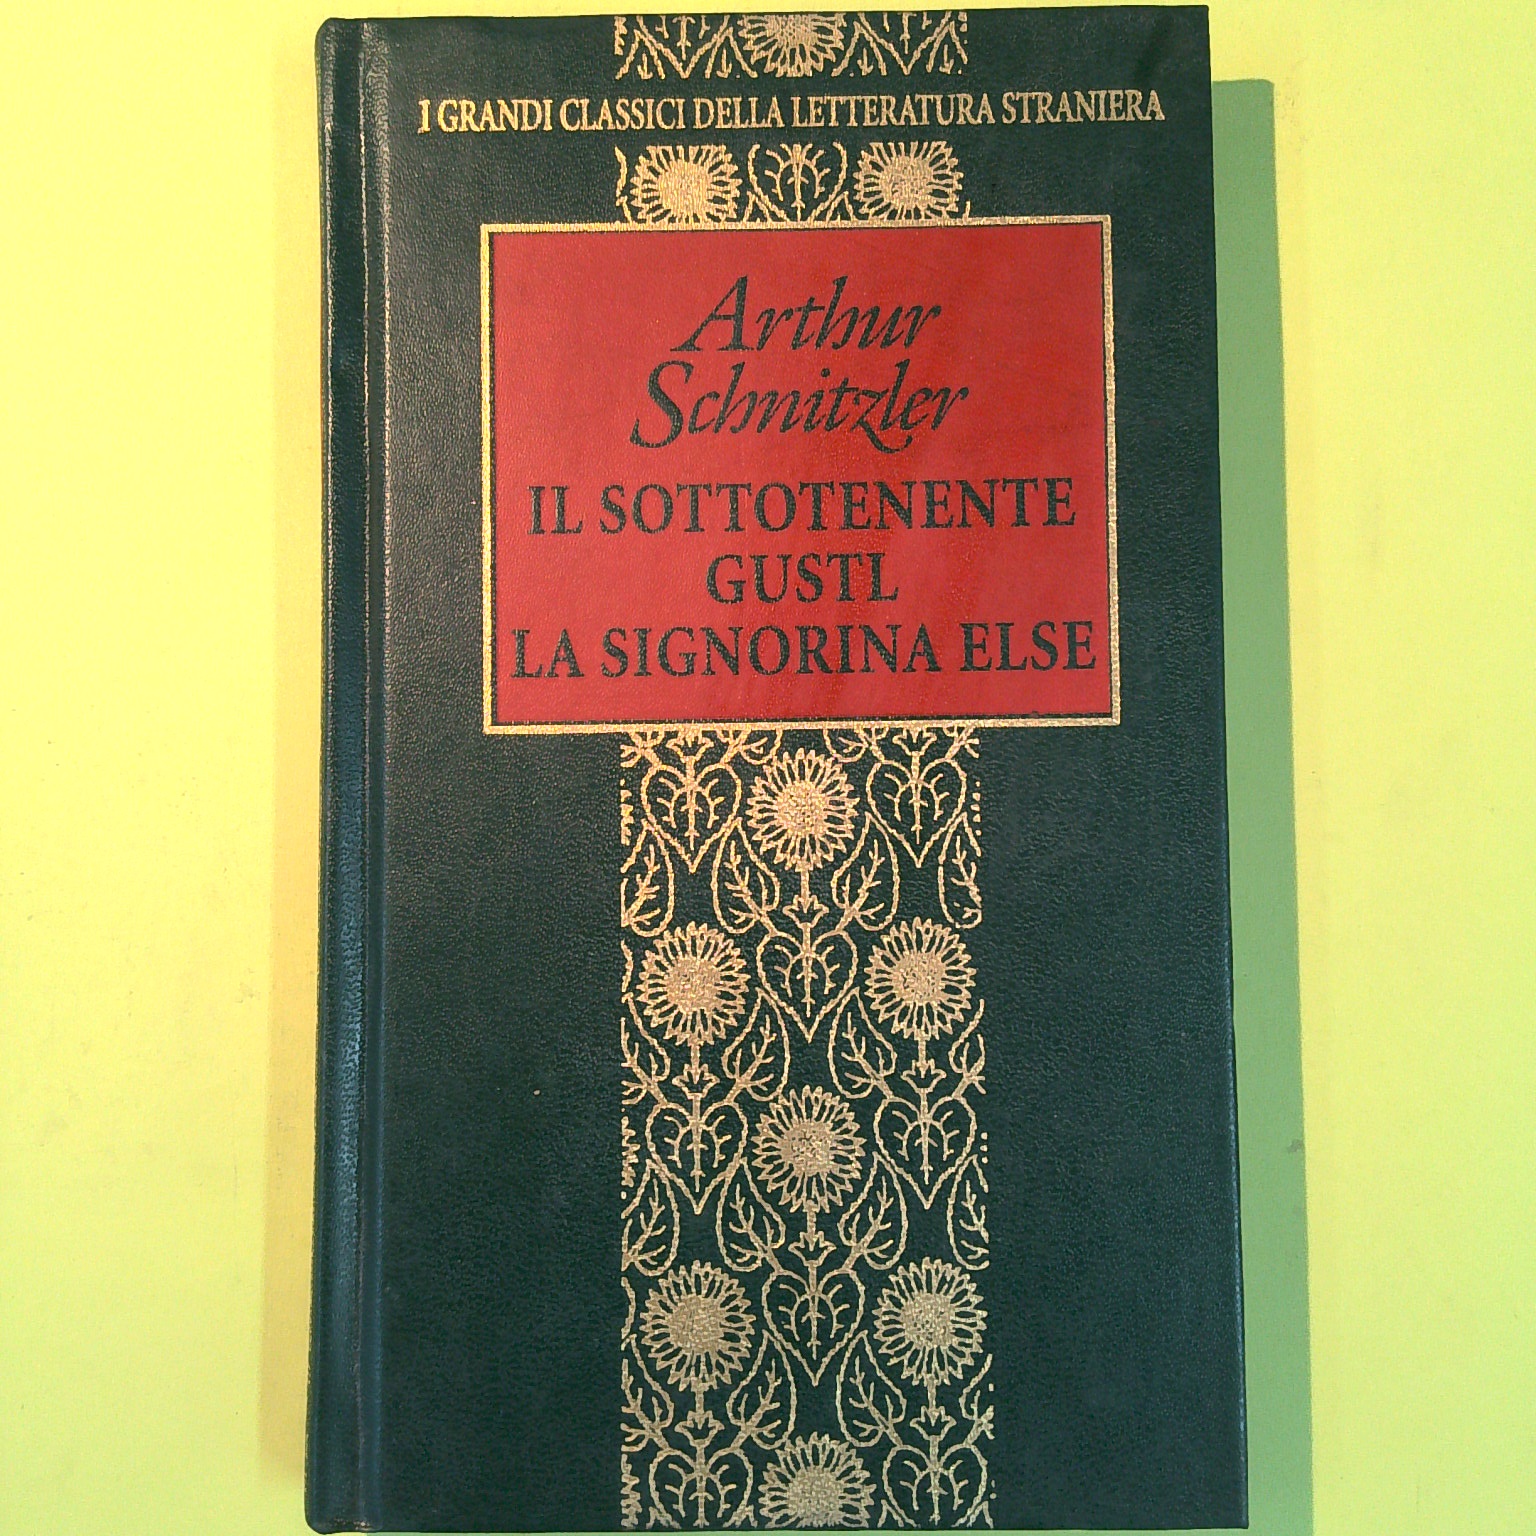 I GRANDI CLASSICI DELLA LETTERATURA STRANIERA
Arthur
Schnitzler
IL SOTTOTENENTE
GUSTL
LA SIGNORINA ELSE